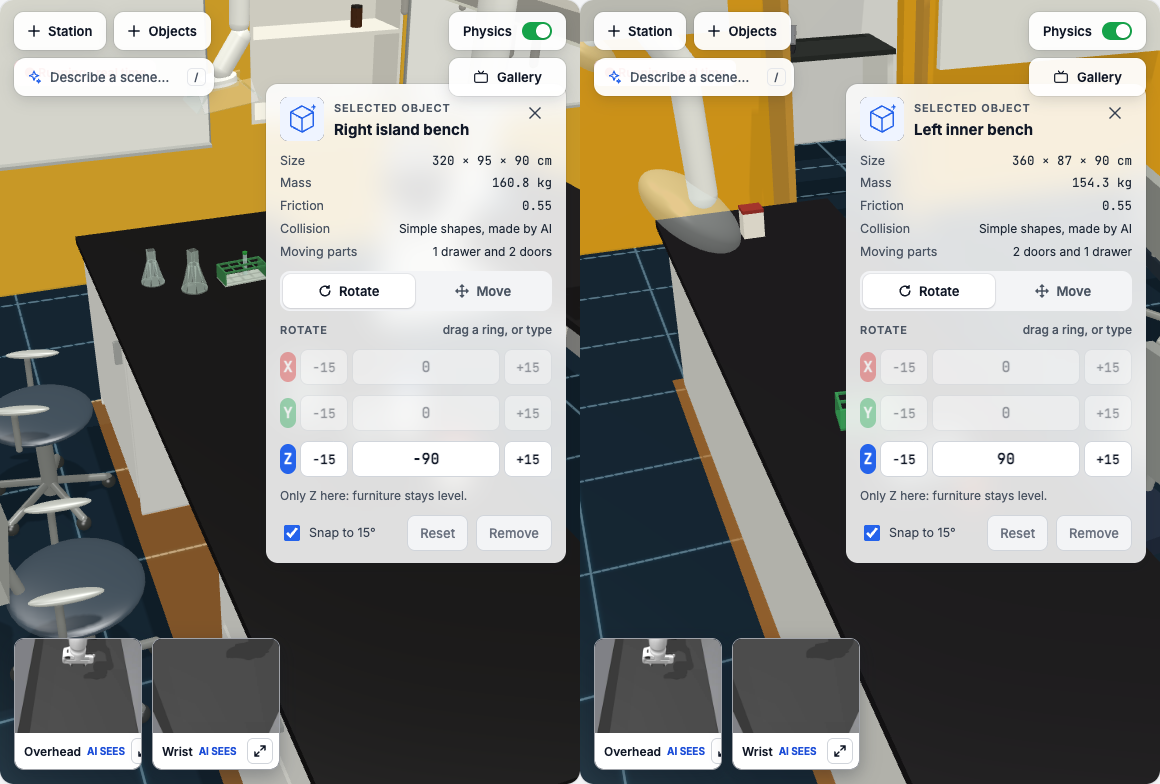 + Station
+ Objects
Physics
Describe a scene...
/
Gallery
SELECTED OBJECT
Right island bench
Size 320 × 95 × 90 cm
Mass 160.8 kg
Friction 0.55
Collision Simple shapes, made by AI
Moving parts 1 drawer and 2 doors
Rotate Move
ROTATE drag a ring, or type
X -15 0 +15
Y -15 0 +15
Z -15 -90 +15
Only Z here: furniture stays level.
Snap to 15° Reset Remove
Overhead AI SEES
Wrist AI SEES
+ Station
+ Objects
Physics
Describe a scene...
/
Gallery
SELECTED OBJECT
Left inner bench
Size 360 × 87 × 90 cm
Mass 154.3 kg
Friction 0.55
Collision Simple shapes, made by AI
Moving parts 2 doors and 1 drawer
Rotate Move
ROTATE drag a ring, or type
X -15 0 +15
Y -15 0 +15
Z -15 90 +15
Only Z here: furniture stays level.
Snap to 15° Reset Remove
Overhead AI SEES
Wrist AI SEES